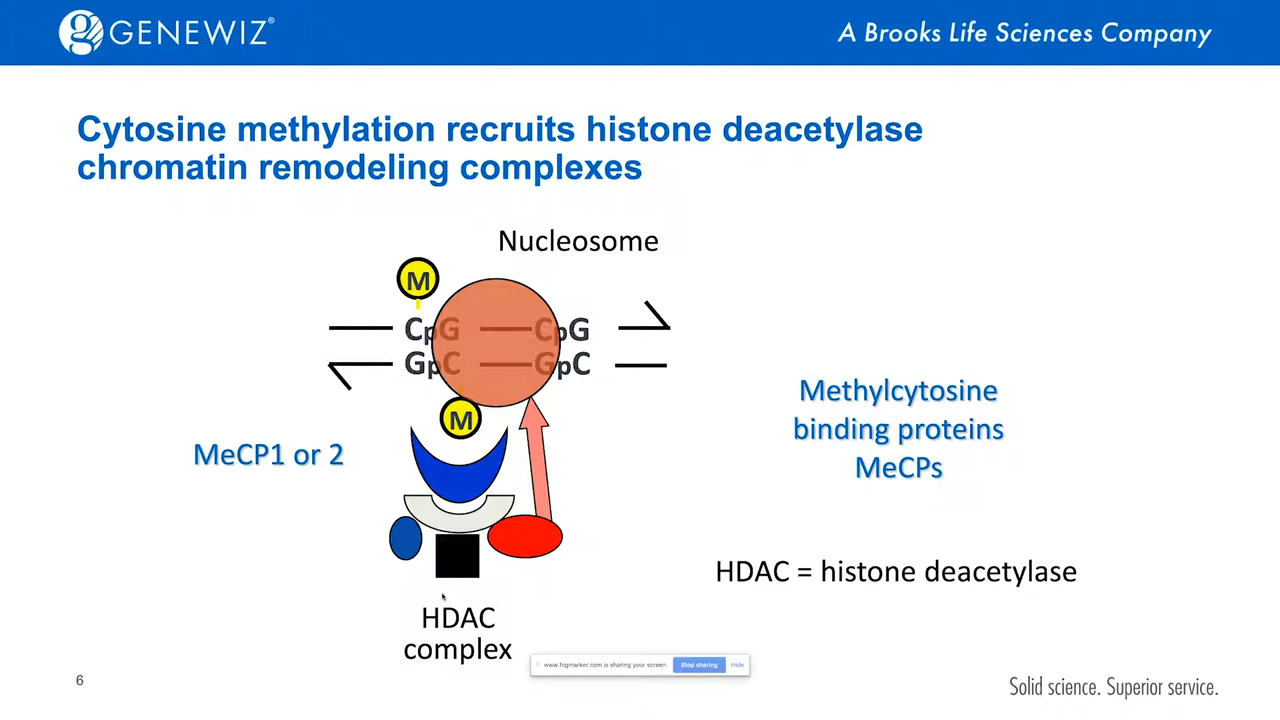 GENEWIZ®
A Brooks Life Sciences Company
Cytosine methylation recruits histone deacetylase
chromatin remodeling complexes
Nucleosome
M
CpG CpG
GpC GpC
M
MeCP1 or 2
Methylcytosine
binding proteins
MeCPs
HDAC = histone deacetylase
HDAC
complex
www.bigmarker.com is sharing your screen. Stop sharing Hide
6
Solid science. Superior service.